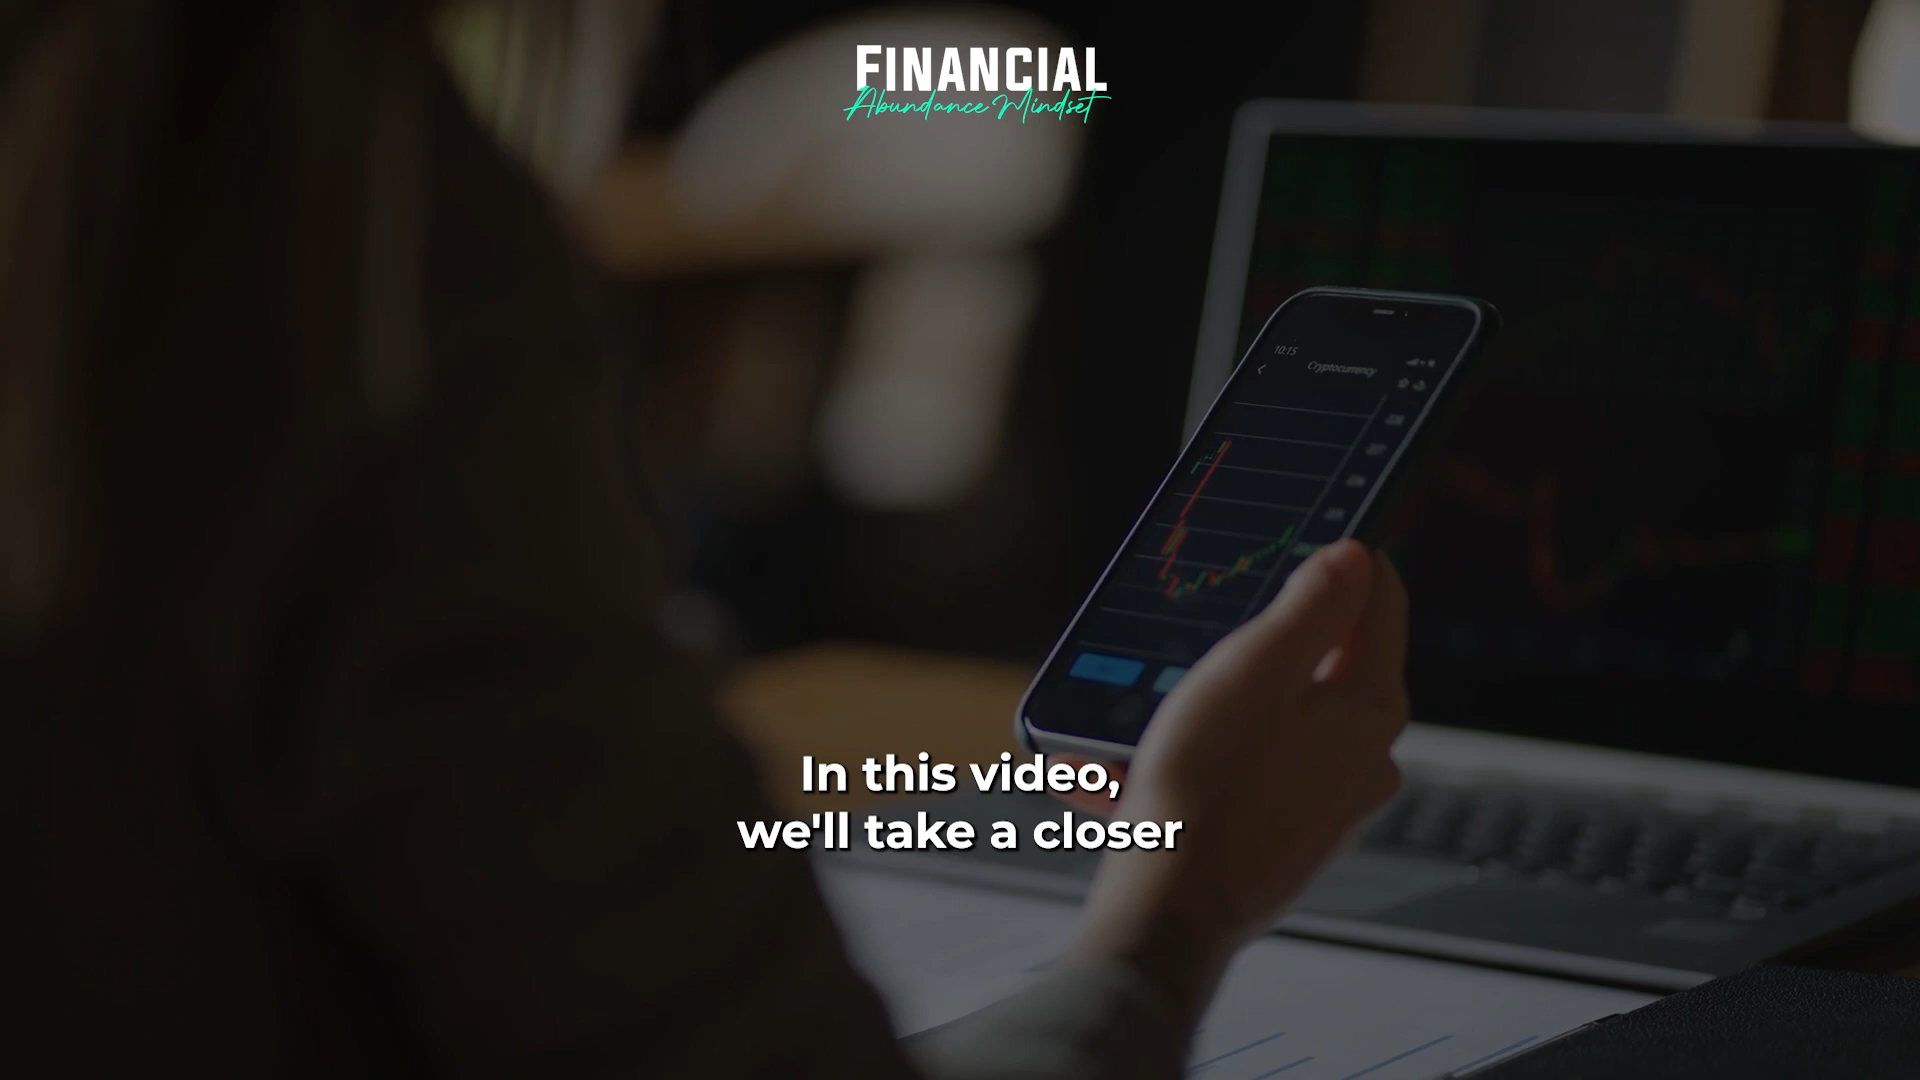 FINANCIAL
Abundance Mindset
10:15
Cryptocurrency
In this video,
we'll take a closer